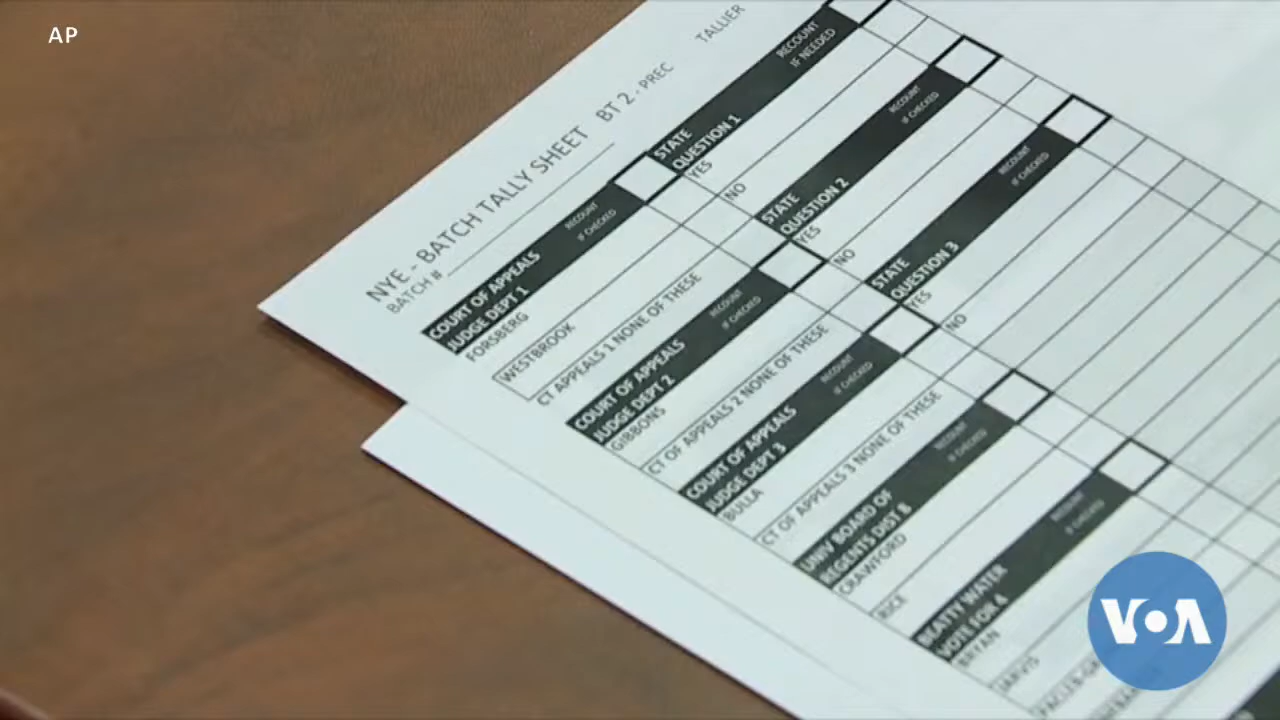 AP
NYE - BATCH TALLY SHEET BT 2 - PREC TALLIER
BATCH #
COURT OF APPEALS
JUDGE DEPT 1
RECOUNT
IF CHECKED
FORSBERG
WESTBROOK
CT APPEALS 1 NONE OF THESE
COURT OF APPEALS
JUDGE DEPT 2
RECOUNT
IF CHECKED
GIBBONS
CT OF APPEALS 2 NONE OF THESE
COURT OF APPEALS
JUDGE DEPT 3
RECOUNT
IF CHECKED
BULLA
CT OF APPEALS 3 NONE OF THESE
UNIV BOARD OF
REGENTS DIST 8
RECOUNT
IF CHECKED
CRAWFORD
RICE
BEATTY WATER
VOTE FOR 4
RECOUNT
IF CHECKED
BRYAN
JARVIS
STATE
QUESTION 1
RECOUNT
IF NEEDED
YES
NO
STATE
QUESTION 2
RECOUNT
IF CHECKED
YES
NO
STATE
QUESTION 3
RECOUNT
IF CHECKED
YES
NO
VOA